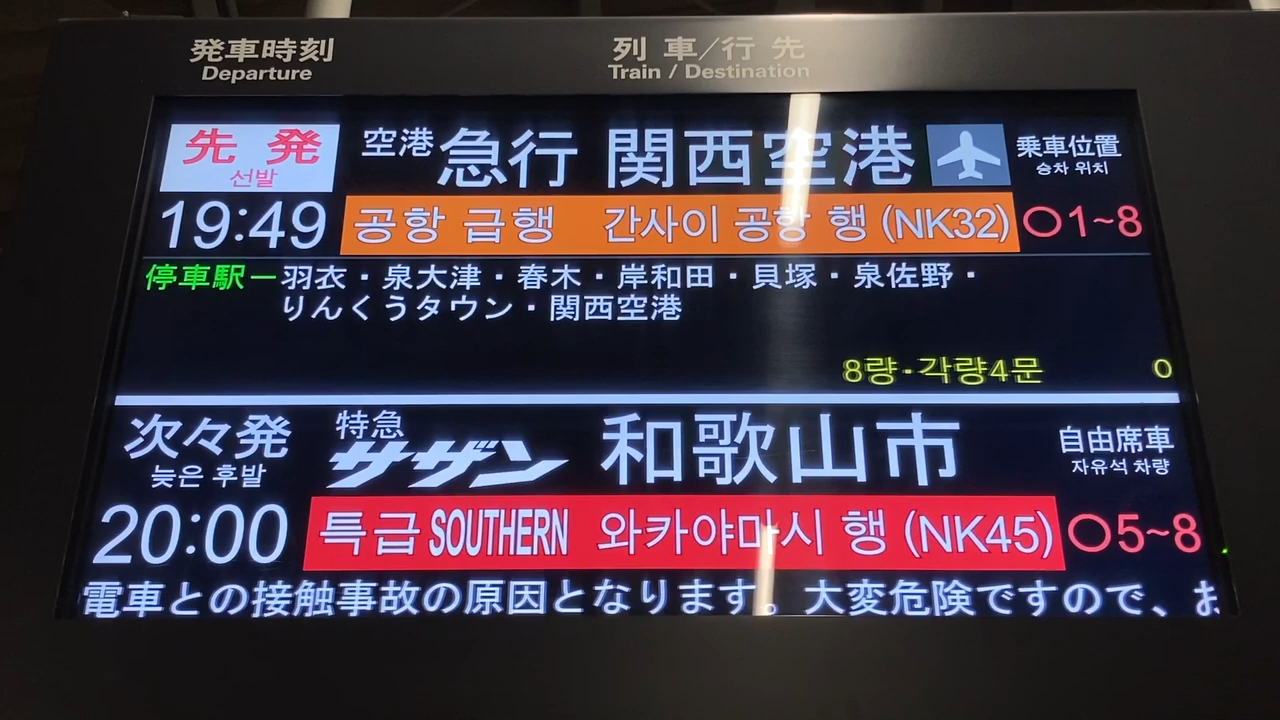 発車時刻 列車/行先
Departure Train / Destination
先発 空港急行 関西空港 乗車位置
선발 승차 위치
19:49 공항 급행 간사이 공항 행 (NK32) ○1~8
停車駅ー羽衣・泉大津・春木・岸和田・貝塚・泉佐野・
りんくうタウン・関西空港
8량·각량4문 O
次々発 特急サザン 和歌山市 自由席車
늦은 후발 자유석 차량
20:00 특급 SOUTHERN 와카야마시 행 (NK45) ○5~8
電車との接触事故の原因となります。大変危険ですので、お